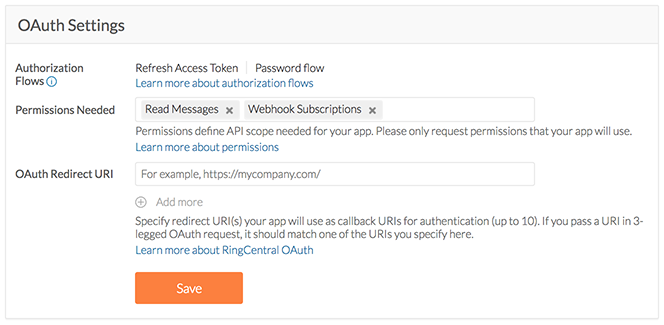 OAuth Settings
Authorization Flows
Refresh Access Token | Password flow
Learn more about authorization flows
Permissions Needed
Read Messages × Webhook Subscriptions ×
Permissions define API scope needed for your app. Please only request permissions that your app will use.
Learn more about permissions
OAuth Redirect URI
For example, https://mycompany.com/
Add more
Specify redirect URI(s) your app will use as callback URIs for authentication (up to 10). If you pass a URI in 3-
legged OAuth request, it should match one of the URIs you specify here.
Learn more about RingCentral OAuth
Save